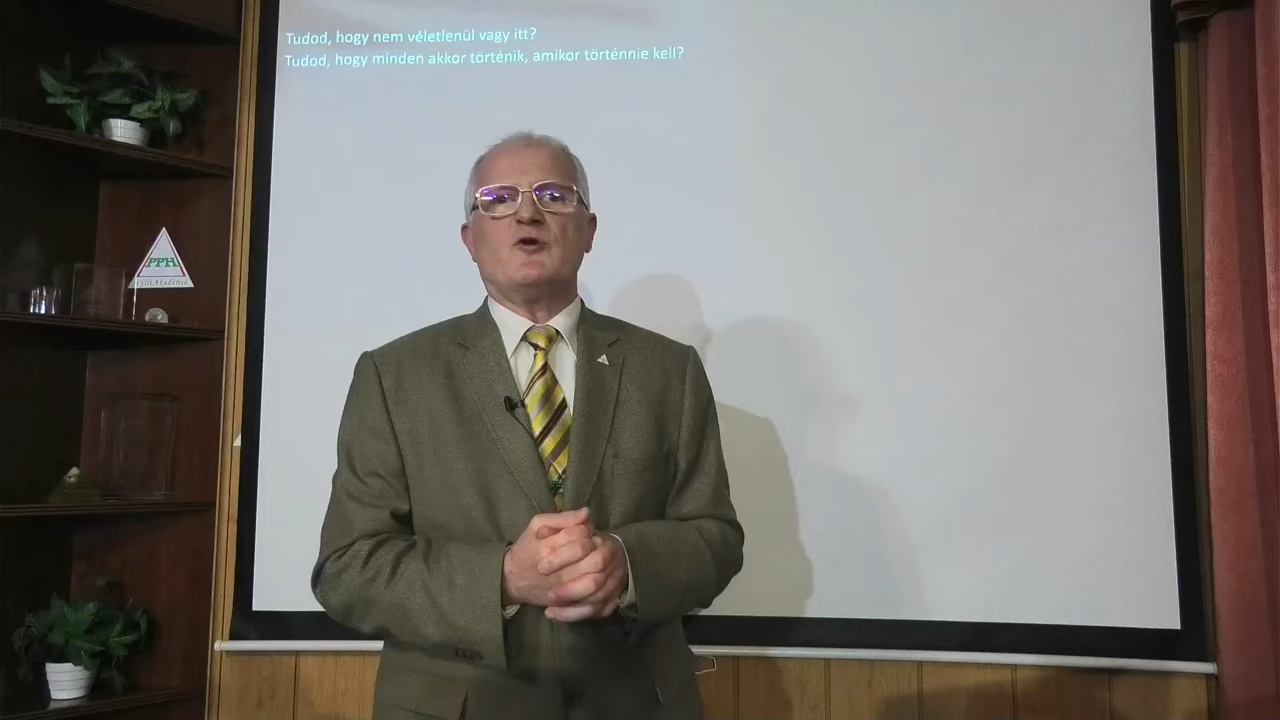 Tudod, hogy nem véletlenül vagy itt?
Tudod, hogy minden akkor történik, amikor történnie kell?
PPH